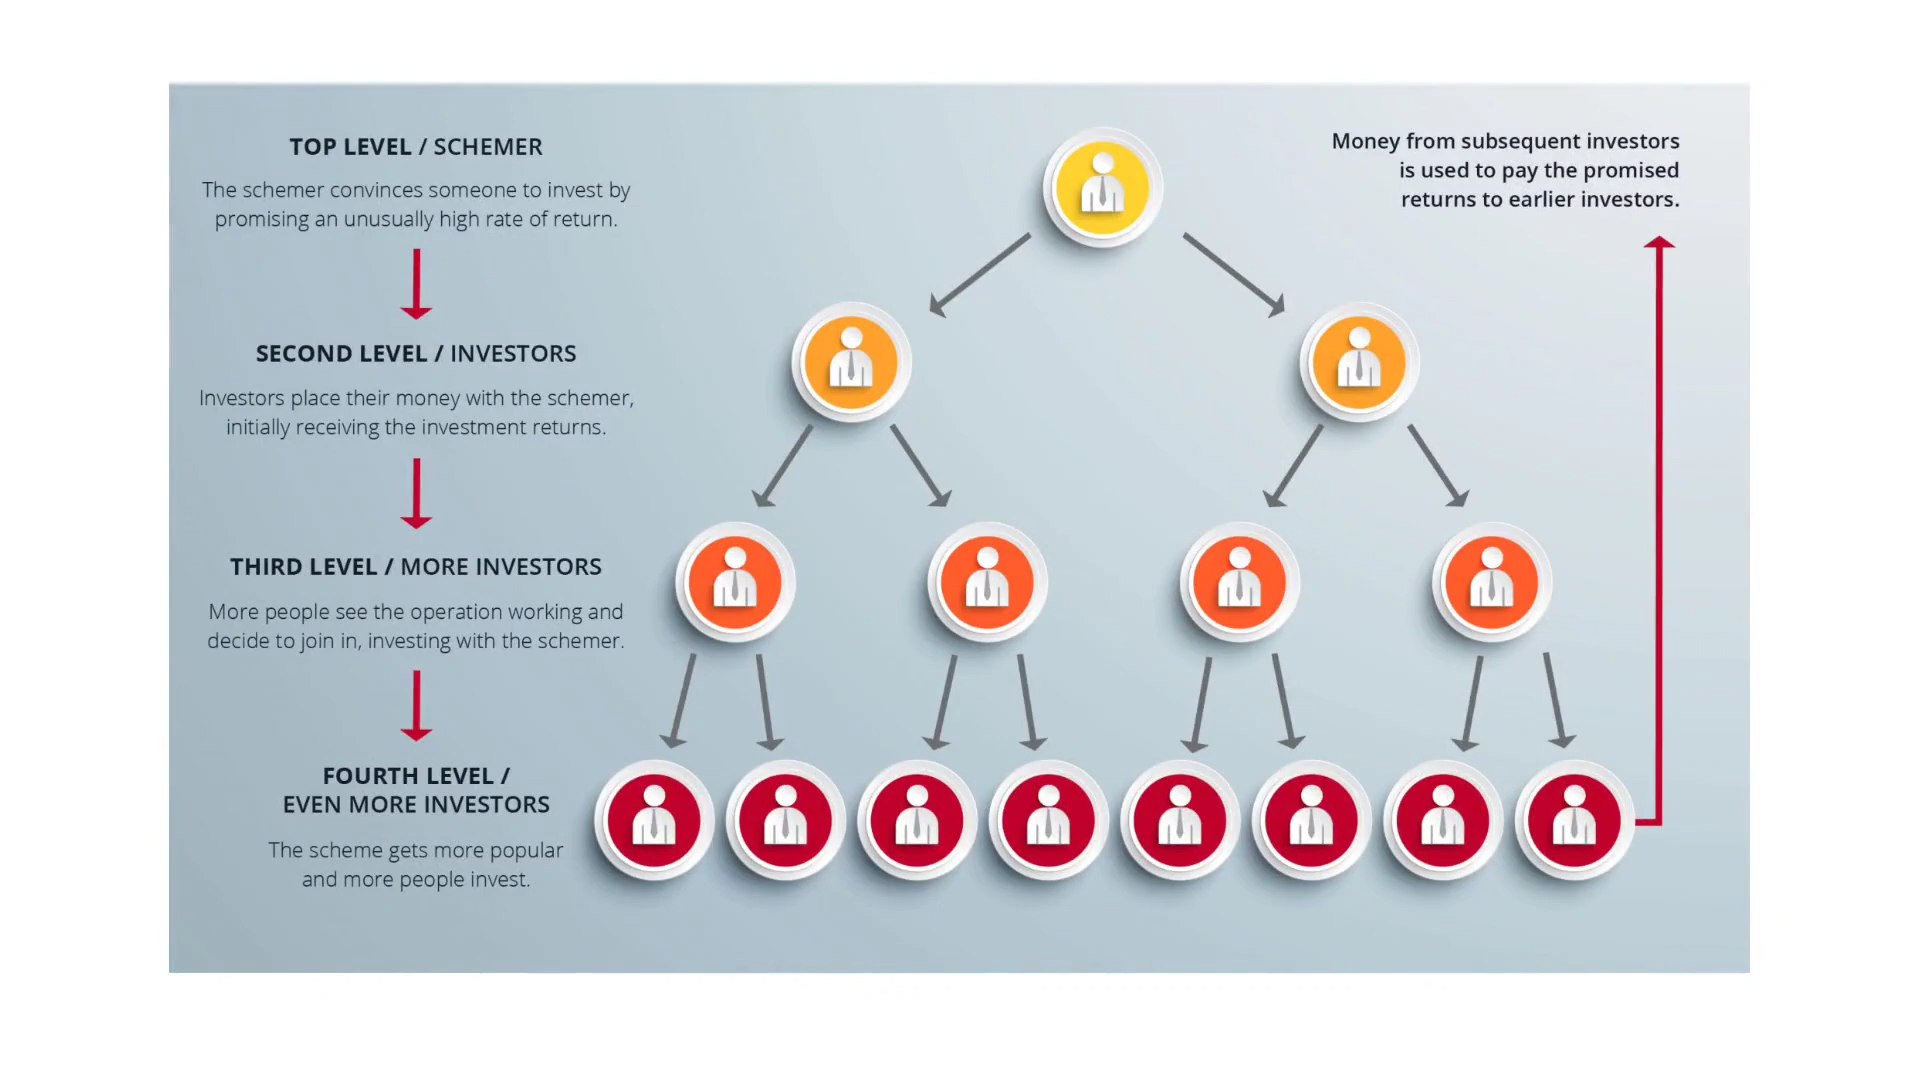 TOP LEVEL / SCHEMER
The schemer convinces someone to invest by
promising an unusually high rate of return.
SECOND LEVEL / INVESTORS
Investors place their money with the schemer,
initially receiving the investment returns.
THIRD LEVEL / MORE INVESTORS
More people see the operation working and
decide to join in, investing with the schemer.
FOURTH LEVEL /
EVEN MORE INVESTORS
The scheme gets more popular
and more people invest.
Money from subsequent investors
is used to pay the promised
returns to earlier investors.